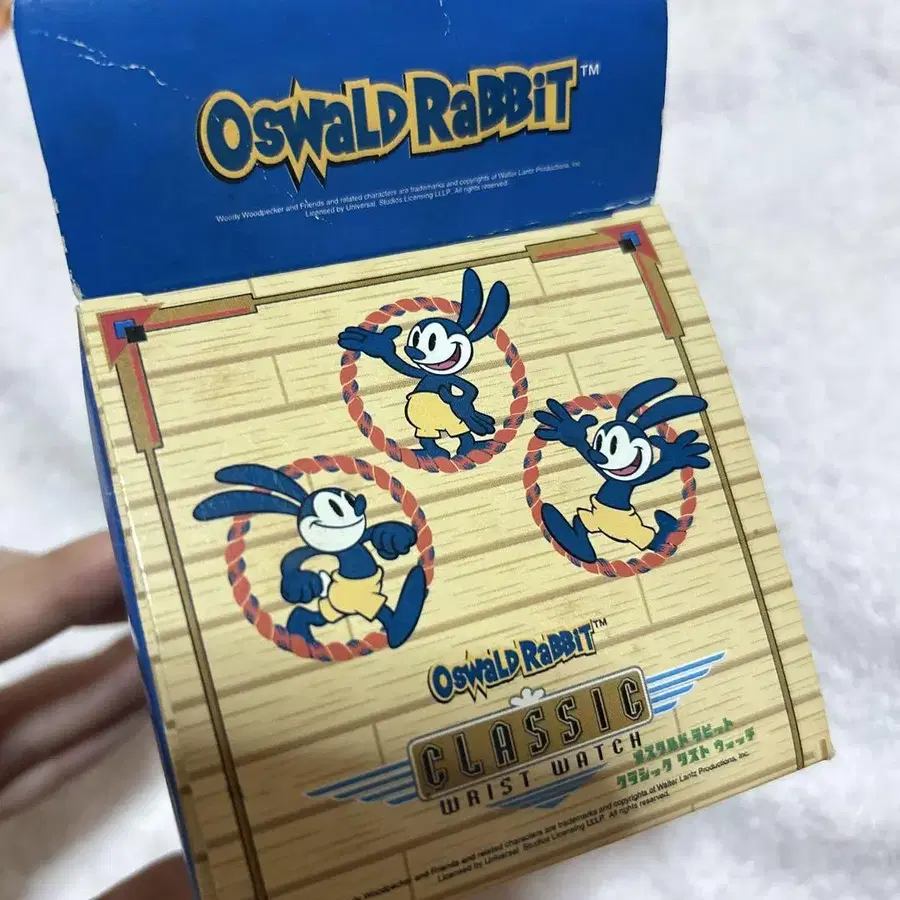 OSWALD RABBIT™
Woody Woodpecker and Friends and related characters are trademarks and copyrights of Walter Lantz Productions, Inc.
Licensed by Universal Studios Licensing LLLP. All rights reserved.
OSWALD RABBIT™
CLASSIC
WRIST WATCH
オスワルド ラビット
クラシック リスト ウォッチ
Woody Woodpecker and Friends and related characters are trademarks and copyrights of Walter Lantz Productions, Inc.
Licensed by Universal Studios Licensing LLLP. All rights reserved.